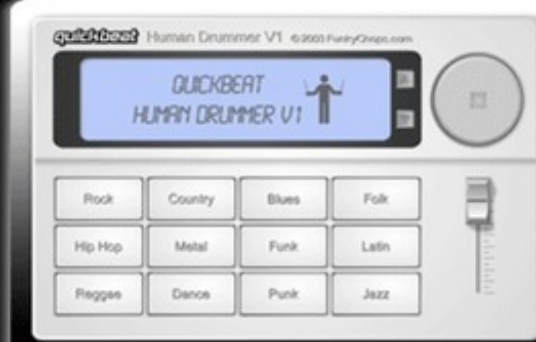 quickbeat Human Drummer V1 ©2003 FunkyChops.com
QUICKBEAT
HUMAN DRUMMER V1
Rock Country Blues Folk
Hip Hop Metal Funk Latin
Reggae Dance Punk Jazz